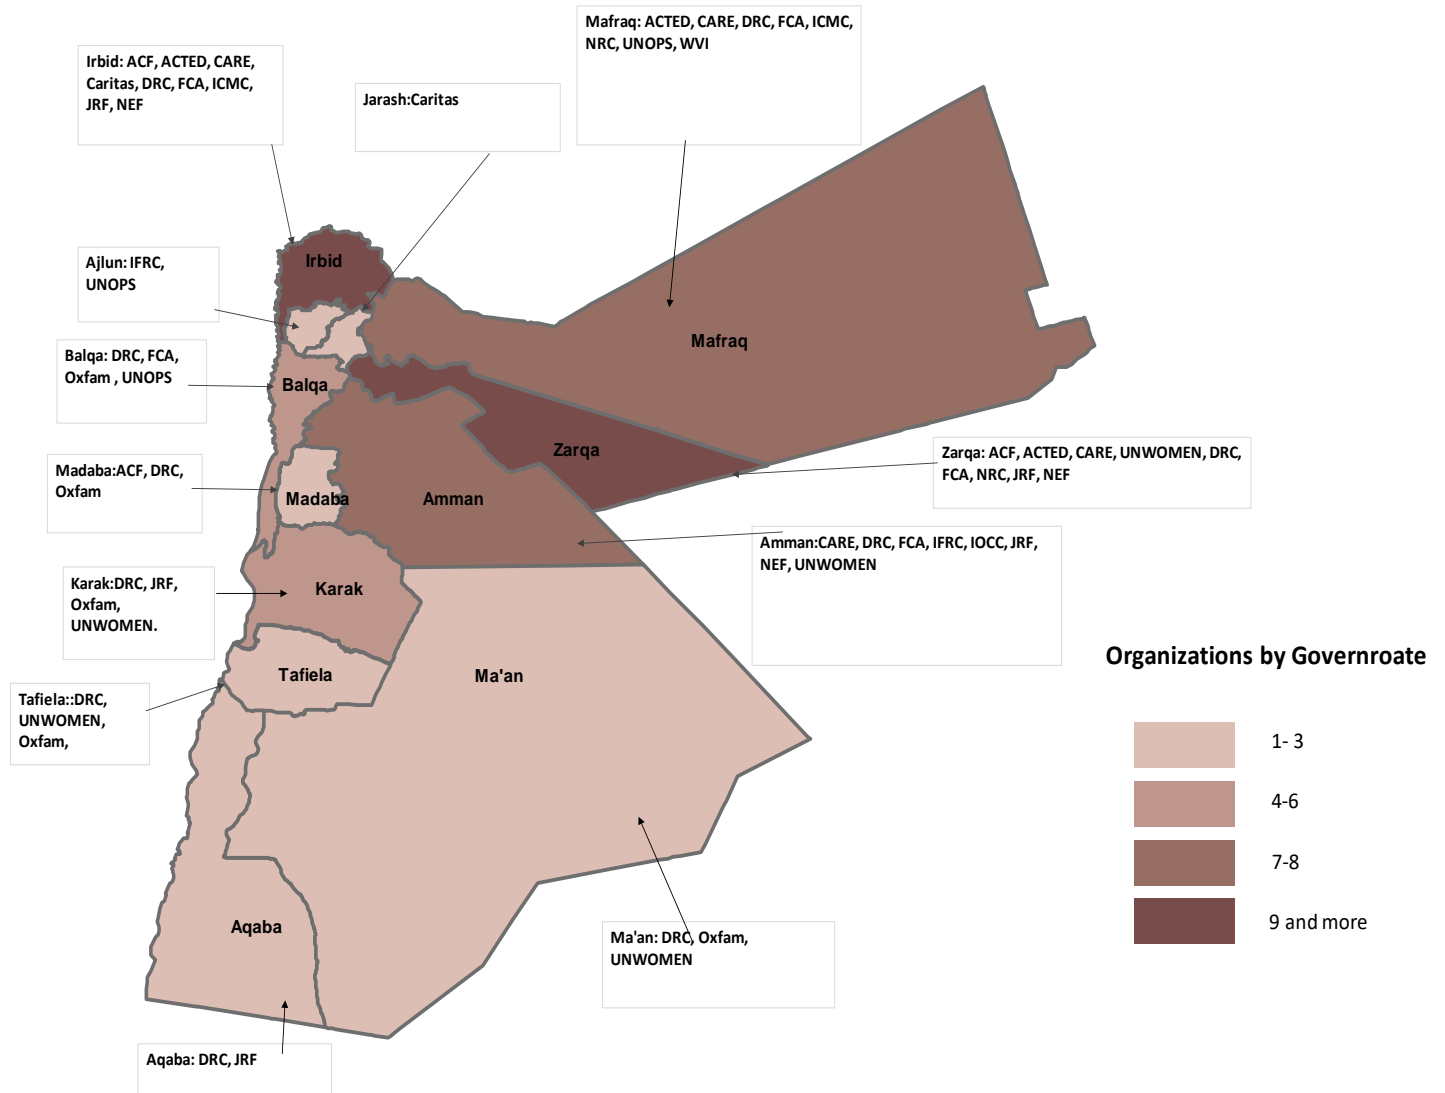 Mafraq: ACTED, CARE, DRC, FCA, ICMC,
NRC, UNOPS, WVI
Irbid: ACF, ACTED, CARE,
Caritas, DRC, FCA, ICMC,
JRF, NEF
Jarash:Caritas
Ajlun: IFRC,
UNOPS
Irbid
Mafraq
Balqa: DRC, FCA,
Oxfam , UNOPS
Balqa
Zarqa
Zarqa: ACF, ACTED, CARE, UNWOMEN, DRC,
FCA, NRC, JRF, NEF
Madaba:ACF, DRC,
Oxfam
Madaba
Amman
Amman:CARE, DRC, FCA, IFRC, IOCC, JRF,
NEF, UNWOMEN
Karak:DRC, JRF,
Oxfam,
UNWOMEN.
Karak
Tafiela
Ma'an
Tafiela::DRC,
UNWOMEN,
Oxfam,
Organizations by Governroate
1- 3
4-6
7-8
9 and more
Aqaba
Ma'an: DRC, Oxfam,
UNWOMEN
Aqaba: DRC, JRF